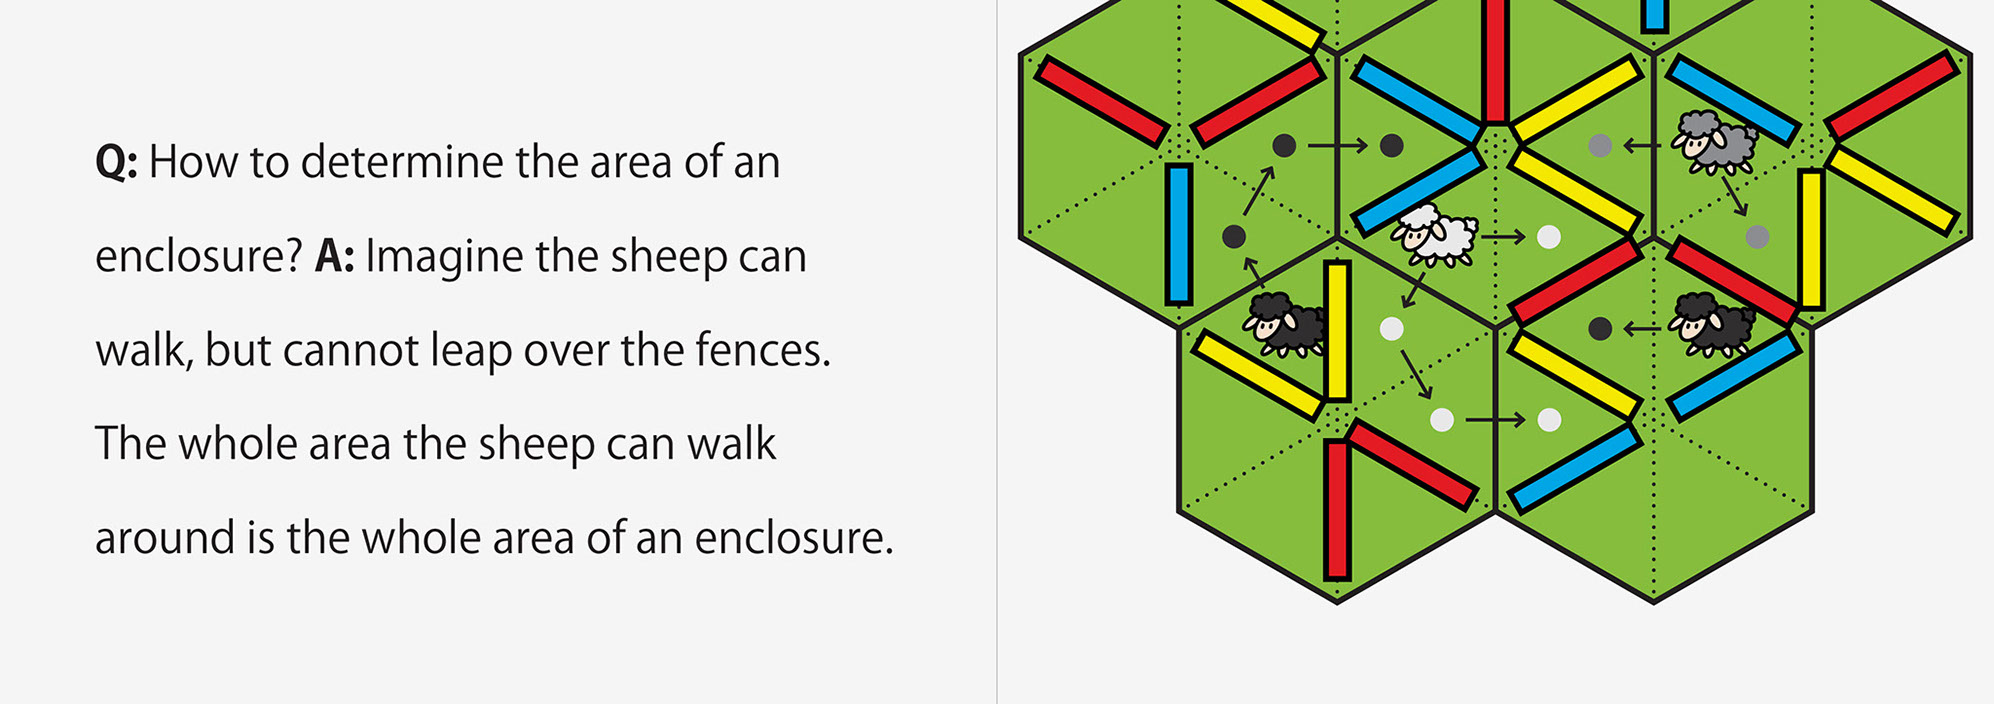 Q: How to determine the area of an
enclosure? A: Imagine the sheep can
walk, but cannot leap over the fences.
The whole area the sheep can walk
around is the whole area of an enclosure.